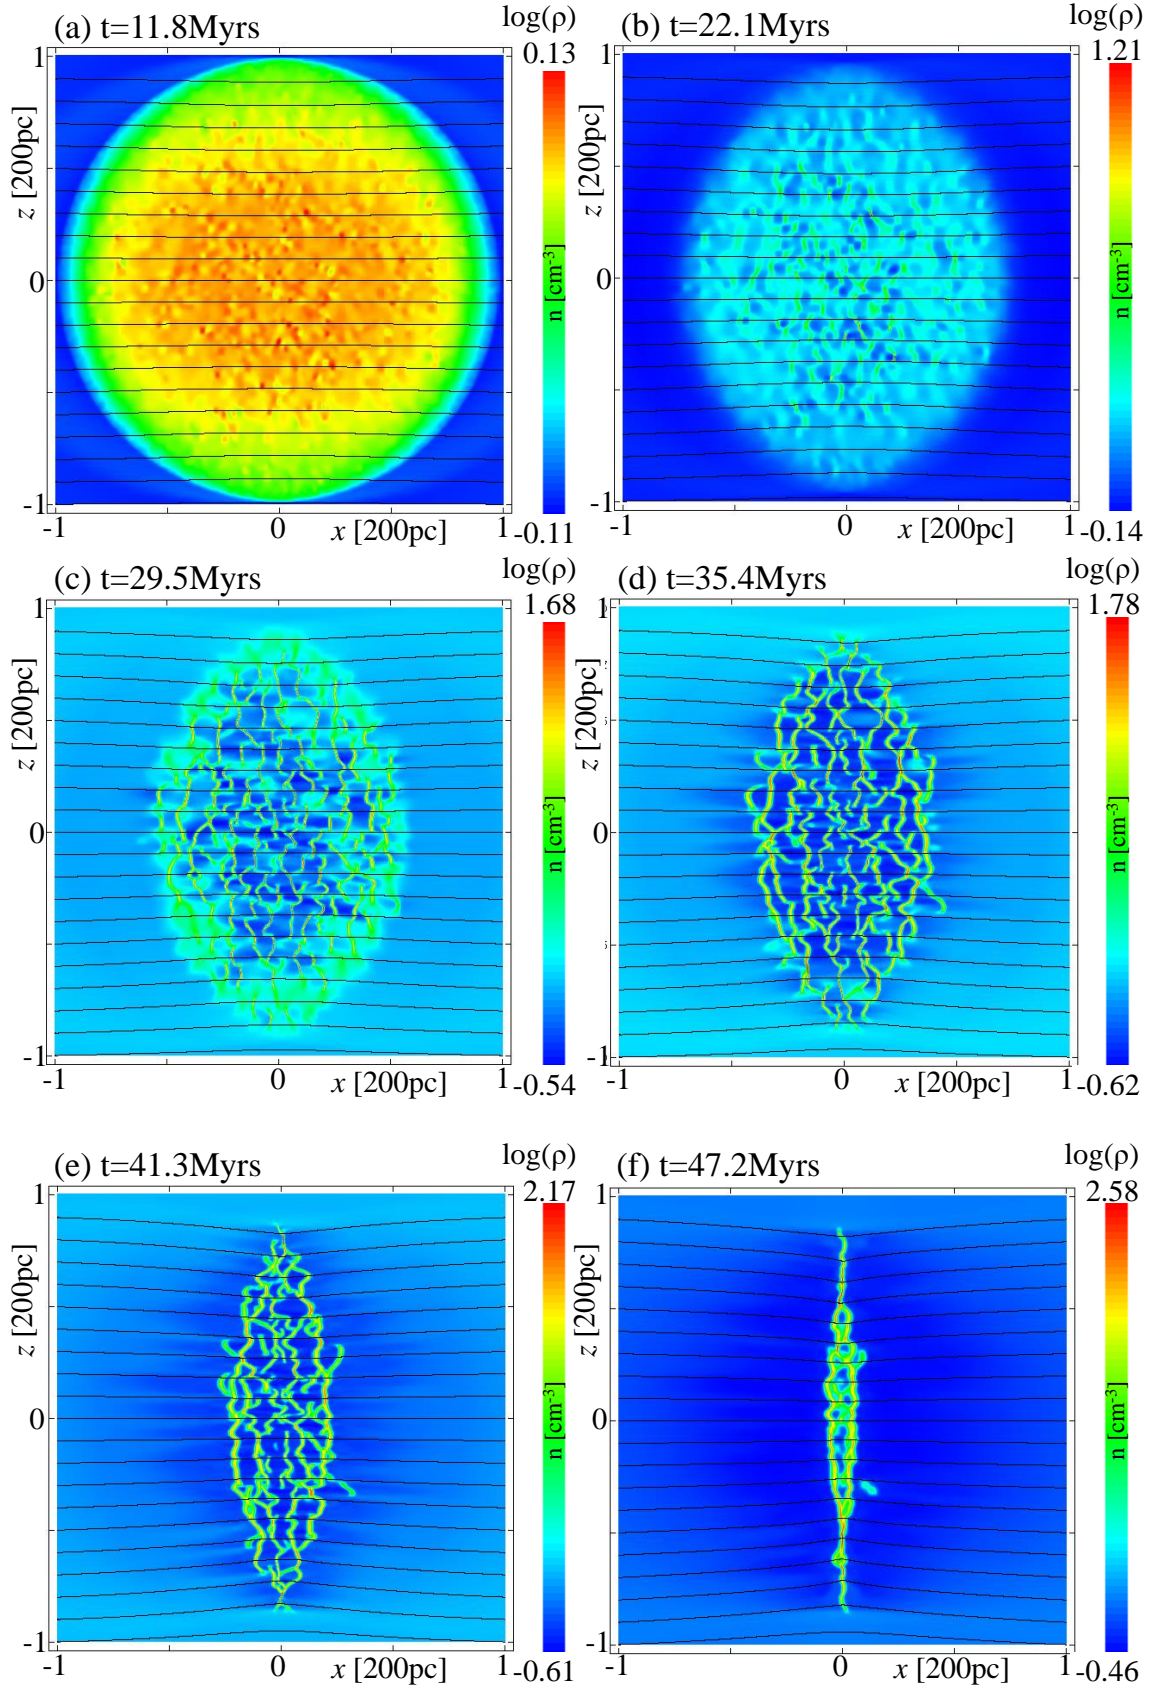 (a) t=11.8Myrs
log(ρ)
0.13
1
z [200pc]
0
-1
-1 0 x [200pc] 1
n [cm-3]
-0.11
(b) t=22.1Myrs
log(ρ)
1.21
1
z [200pc]
0
-1
-1 0 x [200pc] 1
n [cm-3]
-0.14
(c) t=29.5Myrs
log(ρ)
1.68
1
z [200pc]
0
-1
-1 0 x [200pc] 1
n [cm-3]
-0.54
(d) t=35.4Myrs
log(ρ)
1.78
1
z [200pc]
0
-1
-1 0 x [200pc] 1
n [cm-3]
-0.62
(e) t=41.3Myrs
log(ρ)
2.17
1
z [200pc]
0
-1
-1 0 x [200pc] 1
n [cm-3]
-0.61
(f) t=47.2Myrs
log(ρ)
2.58
1
z [200pc]
0
-1
-1 0 x [200pc] 1
n [cm-3]
-0.46